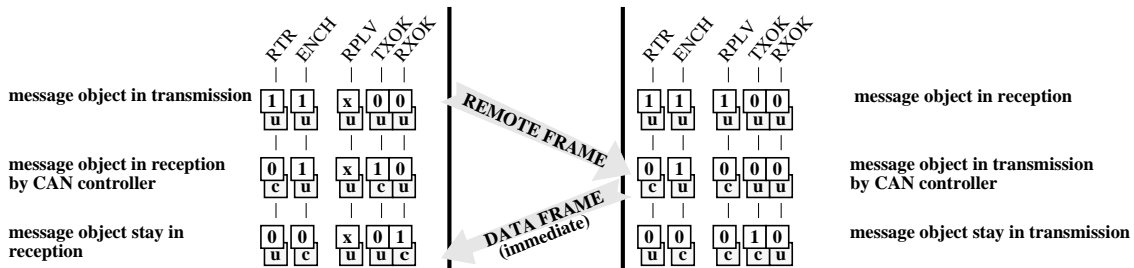 RTR ENCH RPLV TXOK RXOK RTR ENCH RPLV TXOK RXOK
message object in transmission 1 1 x 0 0 REMOTE FRAME 1 1 1 0 0 message object in reception
u u u u u u u u u u
message object in reception 0 1 x 1 0 0 1 0 0 0 message object in transmission
by CAN controller c u u c u c u c u u by CAN controller
DATA FRAME
(immediate)
message object stay in 0 0 x 0 1 0 0 0 1 0 message object stay in transmission
reception u c u u c u c u c u